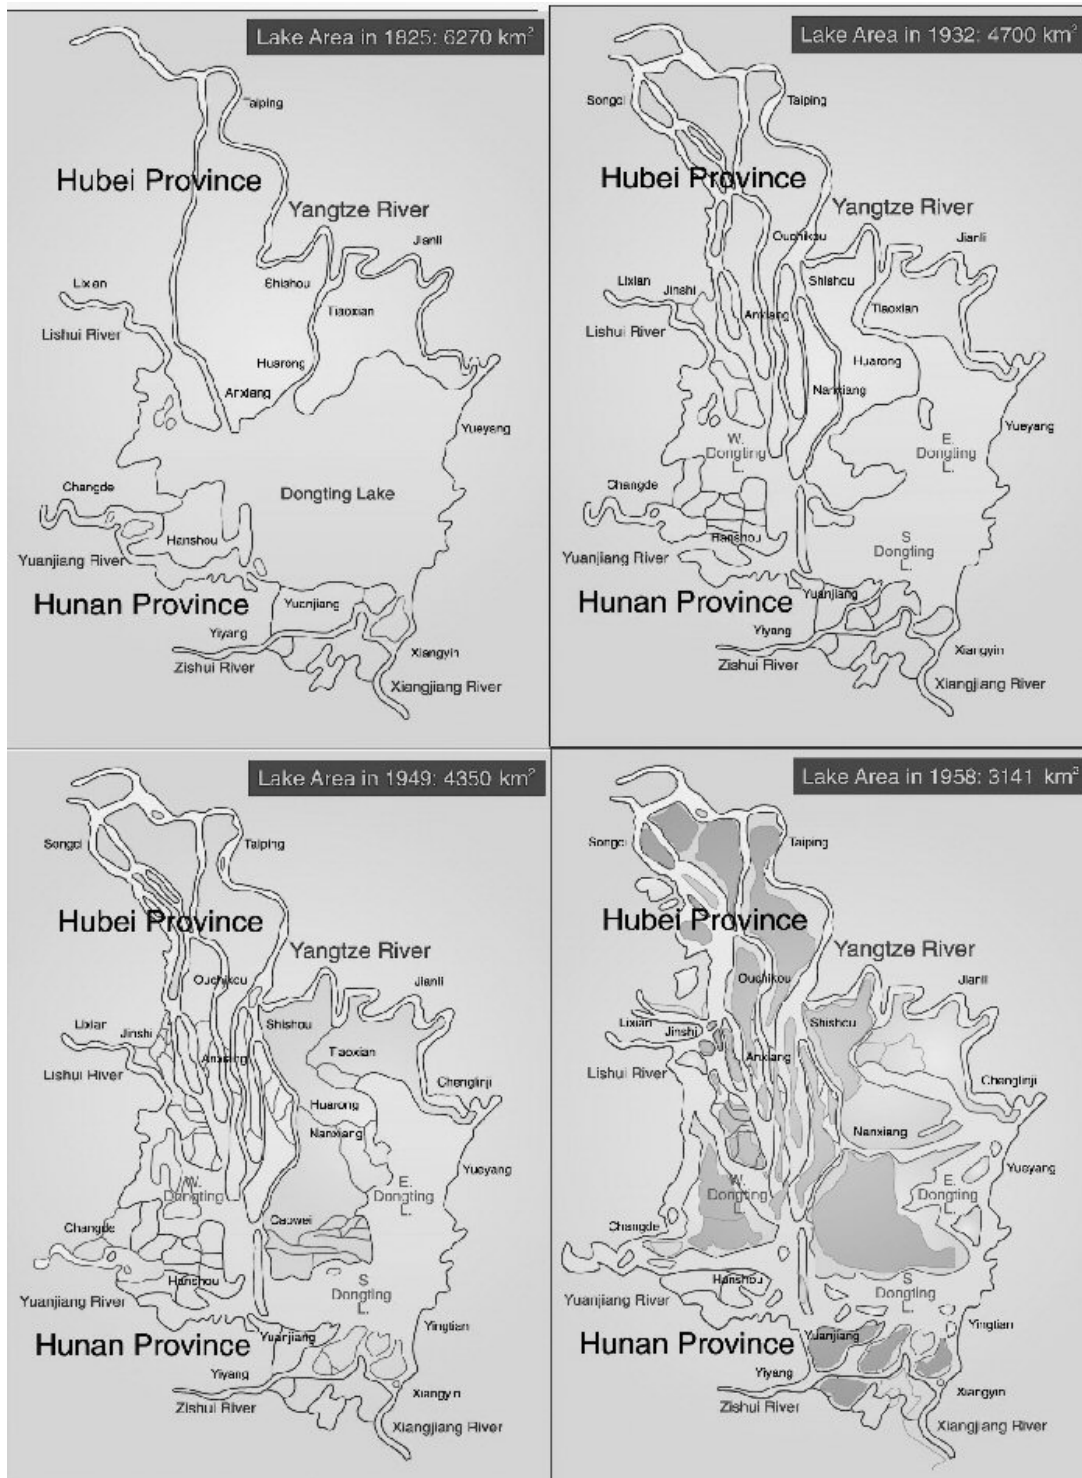 Lake Area in 1825: 6270 km²
Taiping
Hubei Province
Yangtze River
Jianli
Lixian
Shishou
Tiaoxian
Lishui River
Huarong
Anxiang
Yueyang
Changde
Dongting Lake
Hanshou
Yuanjiang River
Hunan Province
Yuanjiang
Yiyang
Zishui River
Xiangyin
Xiangjiang River
Lake Area in 1932: 4700 km²
Songci
Taiping
Hubei Province
Yangtze River
Ouchikou
Jianli
Lixian
Jinshi
Shishou
Tiaoxian
Lishui River
Anxiang
Huarong
Nanxiang
Yueyang
W.
Dongting
L.
E.
Dongting
L.
Changde
Hanshou
S
Dongting
L.
Yuanjiang River
Hunan Province
Yuanjiang
Yiyang
Zishui River
Xiangyin
Xiangjiang River
Lake Area in 1949: 4350 km²
Songci
Taiping
Hubei Province
Yangtze River
Ouchikou
Jianli
Lixian
Jinshi
Shishou
Taoxian
Anxiang
Lishui River
Chenglinji
Huarong
Nanxiang
Yueyang
W.
Dongting
L.
E.
Dongting
L.
Changde
Caowei
Hanshou
S
Dongting
L.
Yuanjiang River
Yingtian
Hunan Province
Yuanjiang
Yiyang
Zishui River
Xiangyin
Xiangjiang River
Lake Area in 1958: 3141 km²
Songci
Taiping
Hubei Province
Yangtze River
Ouchikou
Jianli
Lixian
Jinshi
Shishou
Anxiang
Lishui River
Chenglinji
Nanxiang
Yueyang
W.
Dongting
L.
E.
Dongting
L.
Changde
Hanshou
S
Dongting
L.
Yuanjiang River
Yingtian
Hunan Province
Yuanjiang
Yiyang
Zishui River
Xiangyin
Xiangjiang River